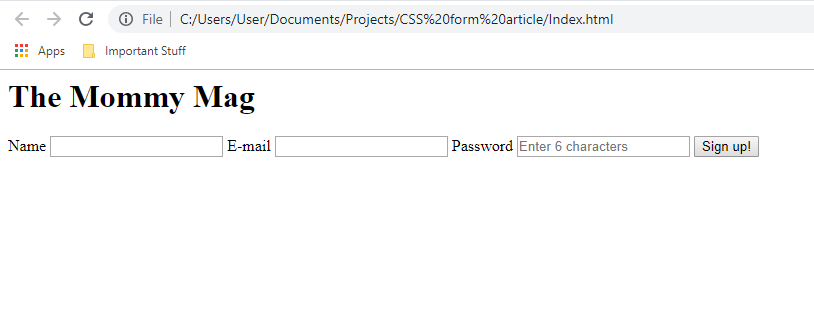 File C:/Users/User/Documents/Projects/CSS%20form%20article/Index.html
Apps Important Stuff
The Mommy Mag
Name E-mail Password Enter 6 characters Sign up!